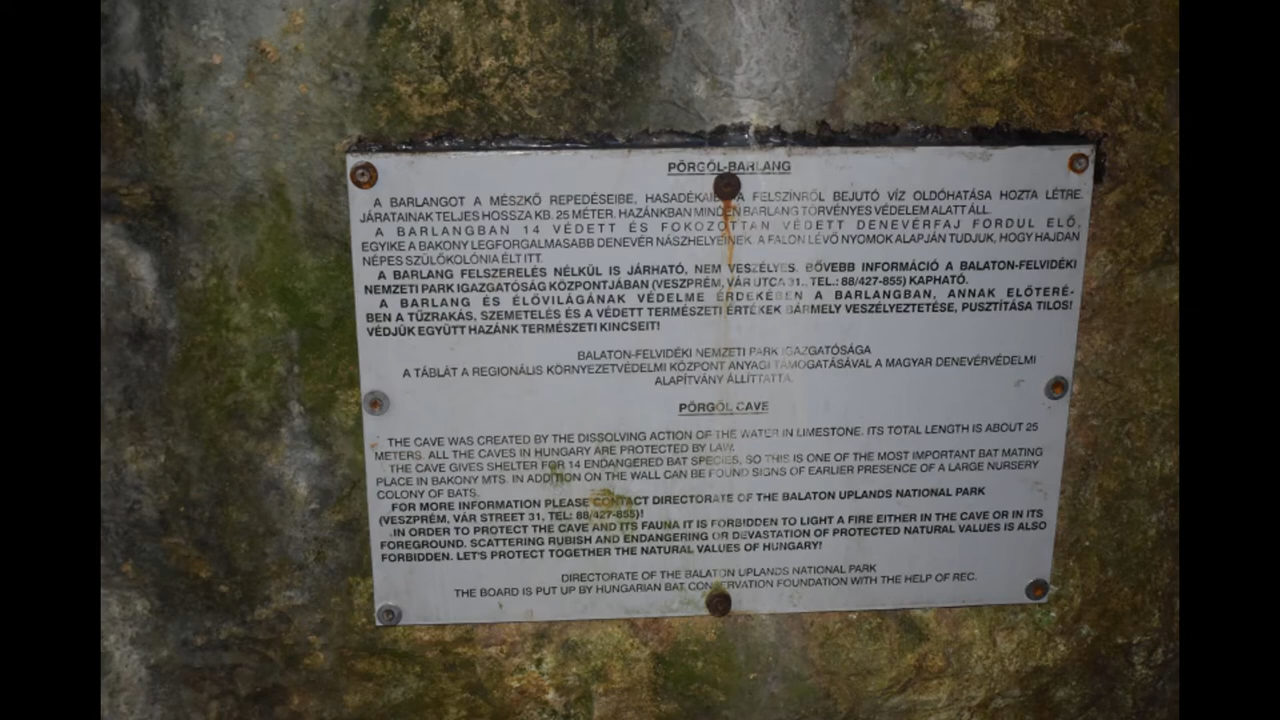 PÖRGÖL-BARLANG
A BARLANGOT A MÉSZKŐ REPEDÉSEIBE, HASADÉKAIBA A FELSZÍNRŐL BEJUTÓ VÍZ OLDÓHATÁSA HOZTA LÉTRE.
JÁRATAINAK TELJES HOSSZA KB. 25 MÉTER. HAZÁNKBAN MINDEN BARLANG TÖRVÉNYES VÉDELEM ALATT ÁLL.
A BARLANGBAN 14 VÉDETT ÉS FOKOZOTTAN VÉDETT DENEVÉRFAJ FORDUL ELŐ,
EGYIKE A BAKONY LEGFORGALMASABB DENEVÉR NÁSZHELYEINEK. A FALON LÉVŐ NYOMOK ALAPJÁN TUDJUK, HOGY HAJDAN
NÉPES SZÜLŐKOLÓNIA ÉLT ITT.
A BARLANG FELSZERELÉS NÉLKÜL IS JÁRHATÓ, NEM VESZÉLYES. BŐVEBB INFORMÁCIÓ A BALATON-FELVIDÉKI
NEMZETI PARK IGAZGATÓSÁG KÖZPONTJÁBAN (VESZPRÉM, VÁR UTCA 31., TEL.: 88/427-855) KAPHATÓ.
A BARLANG ÉS ÉLŐVILÁGÁNAK VÉDELME ÉRDEKÉBEN A BARLANGBAN, ANNAK ELŐTERÉ-
BEN A TŰZRAKÁS, SZEMETELÉS ÉS A VÉDETT TERMÉSZETI ÉRTÉKEK BÁRMELY VESZÉLYEZTETÉSE, PUSZTÍTÁSA TILOS!
VÉDJÜK EGYÜTT HAZÁNK TERMÉSZETI KINCSEIT!
BALATON-FELVIDÉKI NEMZETI PARK IGAZGATÓSÁGA
A TÁBLÁT A REGIONÁLIS KÖRNYEZETVÉDELMI KÖZPONT ANYAGI TÁMOGATÁSÁVAL A MAGYAR DENEVÉRVÉDELMI
ALAPÍTVÁNY ÁLLÍTTATTA.
PÖRGÖL CAVE
THE CAVE WAS CREATED BY THE DISSOLVING ACTION OF THE WATER IN LIMESTONE. ITS TOTAL LENGTH IS ABOUT 25
METERS. ALL THE CAVES IN HUNGARY ARE PROTECTED BY LAW.
THE CAVE GIVES SHELTER FOR 14 ENDANGERED BAT SPECIES, SO THIS IS ONE OF THE MOST IMPORTANT BAT MATING
PLACE IN BAKONY MTS. IN ADDITION ON THE WALL CAN BE FOUND SIGNS OF EARLIER PRESENCE OF A LARGE NURSERY
COLONY OF BATS.
FOR MORE INFORMATION PLEASE CONTACT DIRECTORATE OF THE BALATON UPLANDS NATIONAL PARK
(VESZPRÉM, VÁR STREET 31, TEL: 88/427-855)!
IN ORDER TO PROTECT THE CAVE AND ITS FAUNA IT IS FORBIDDEN TO LIGHT A FIRE EITHER IN THE CAVE OR IN ITS
FOREGROUND. SCATTERING RUBISH AND ENDANGERING OR DEVASTATION OF PROTECTED NATURAL VALUES IS ALSO
FORBIDDEN. LET'S PROTECT TOGETHER THE NATURAL VALUES OF HUNGARY!
DIRECTORATE OF THE BALATON UPLANDS NATIONAL PARK
THE BOARD IS PUT UP BY HUNGARIAN BAT CONSERVATION FOUNDATION WITH THE HELP OF REC.